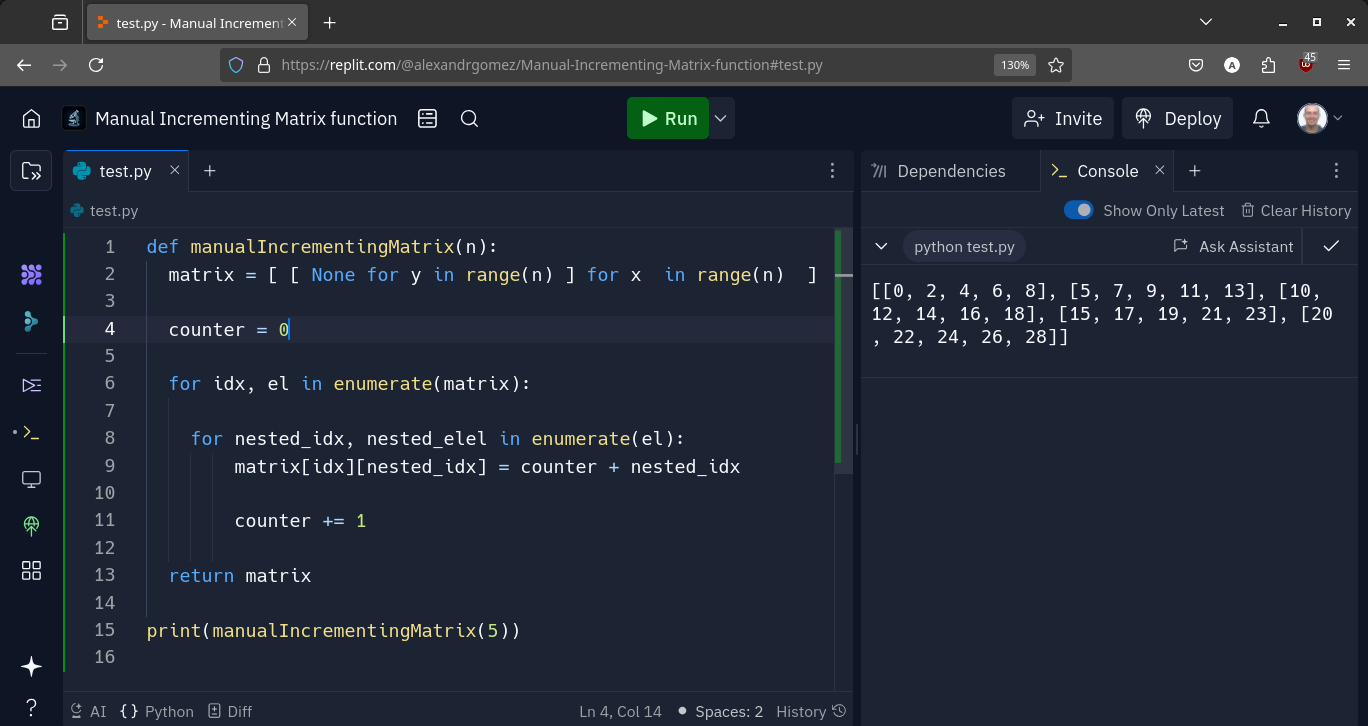 test.py - Manual Incremen
https://replit.com/@alexandrgomez/Manual-Incrementing-Matrix-function#test.py
130%
A
45
Manual Incrementing Matrix function
Run
Invite
Deploy
test.py
test.py
1 def manualIncrementingMatrix(n):
2 matrix = [ [ None for y in range(n) ] for x  in range(n)  ]
3
4 counter = 0
5
6 for idx, el in enumerate(matrix):
7
8 for nested_idx, nested_elel in enumerate(el):
9 matrix[idx][nested_idx] = counter + nested_idx
10
11 counter += 1
12
13 return matrix
14
15 print(manualIncrementingMatrix(5))
16
AI {} Python Diff
Ln 4, Col 14 • Spaces: 2 History
Dependencies
Console
Show Only Latest
Clear History
python test.py
Ask Assistant
[[0, 2, 4, 6, 8], [5, 7, 9, 11, 13], [10,
12, 14, 16, 18], [15, 17, 19, 21, 23], [20
, 22, 24, 26, 28]]